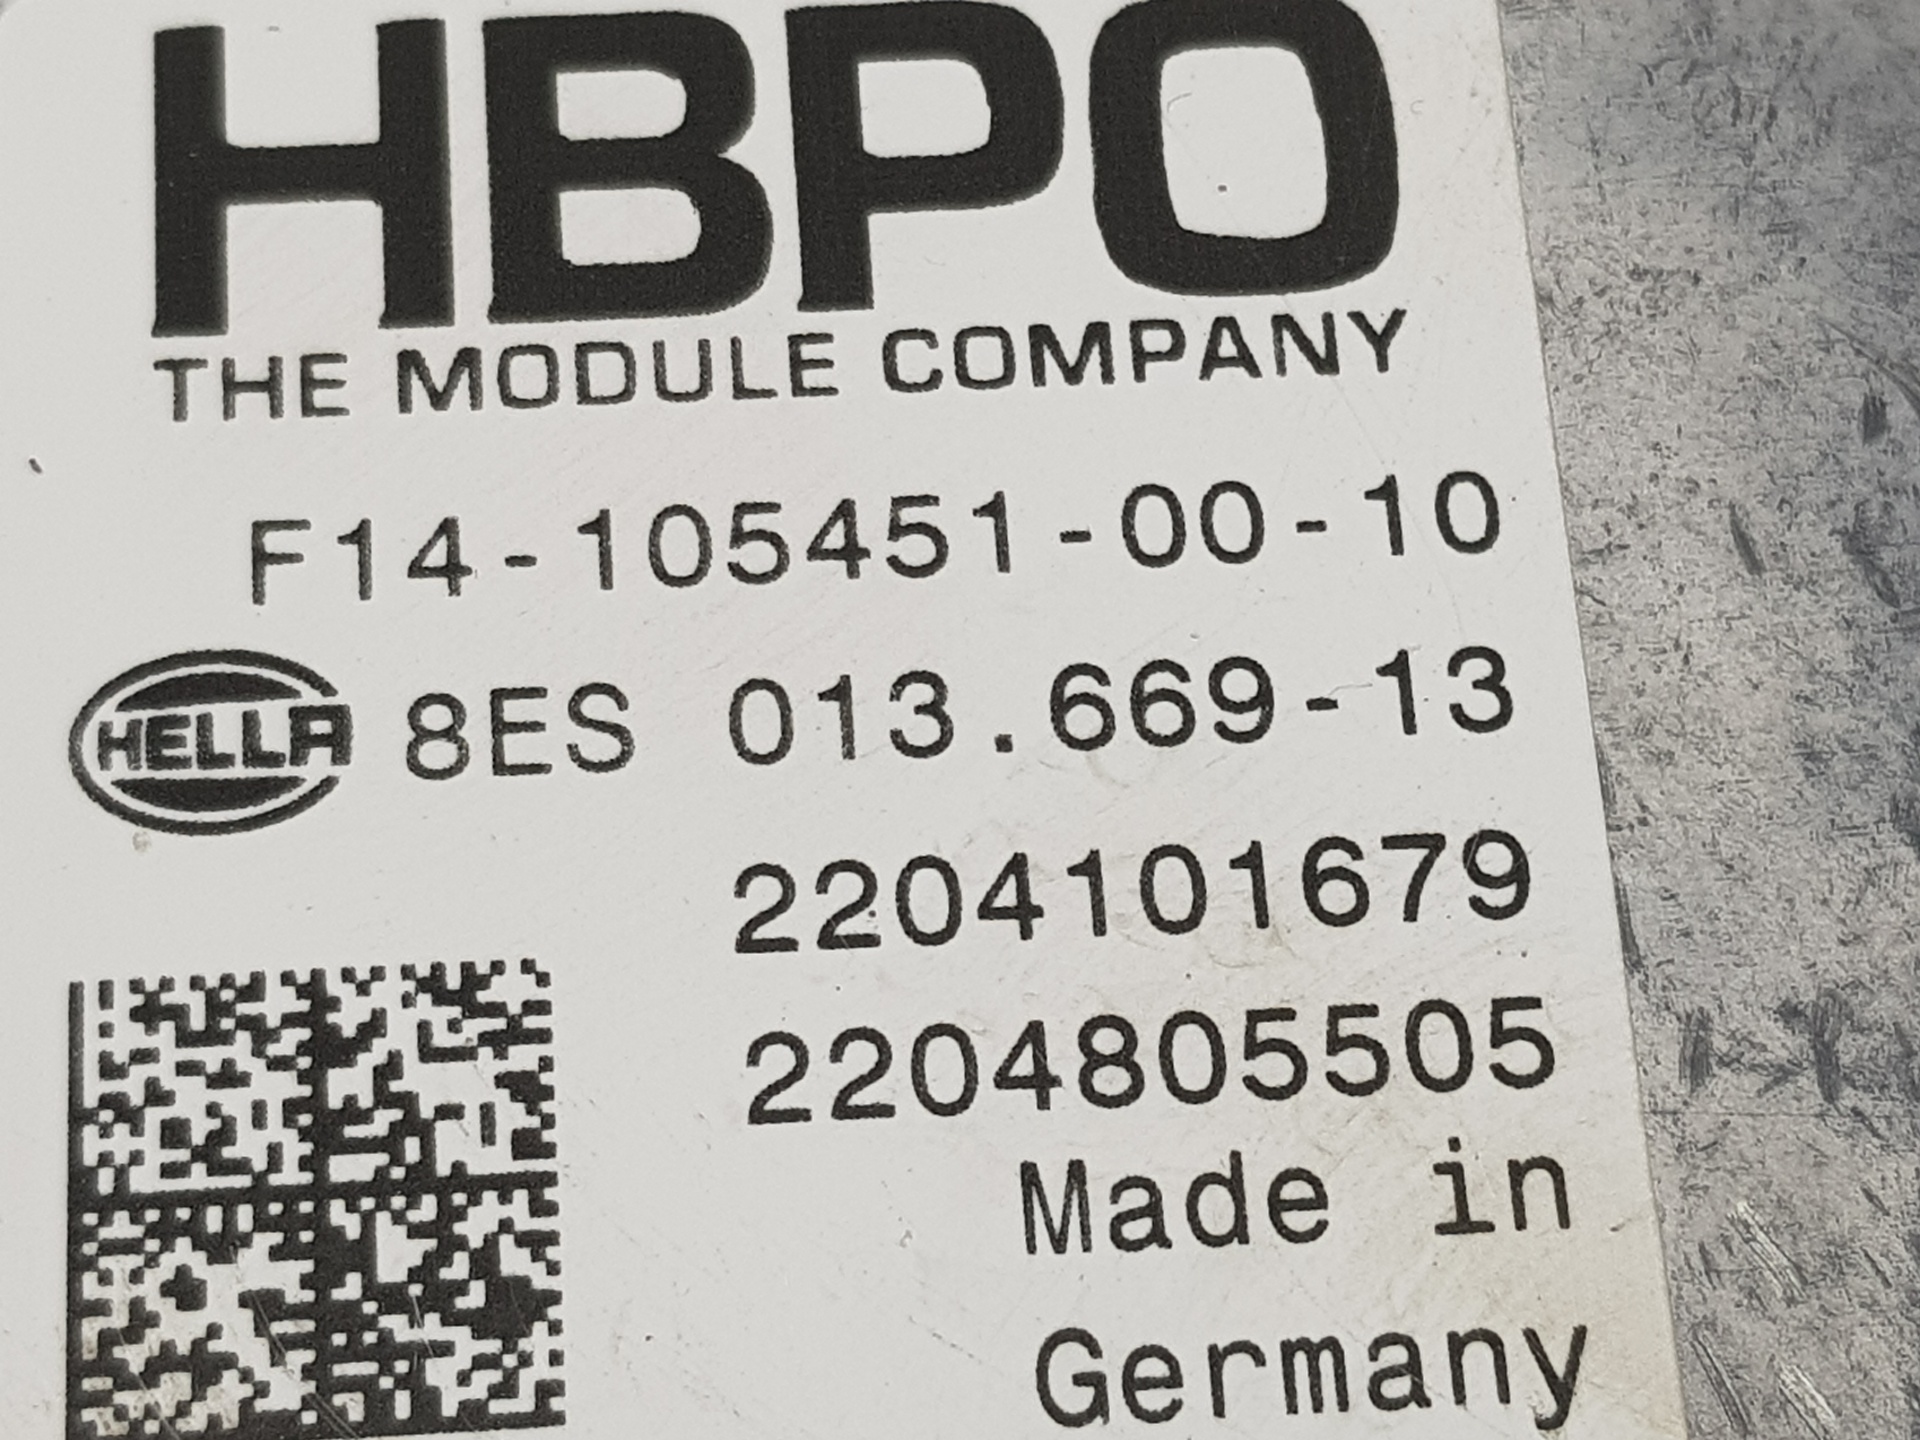 HBPO
THE MODULE COMPANY
F14-105451-00-10
HELLA 8ES 013.669-13
2204101679
2204805505
Made in
Germany